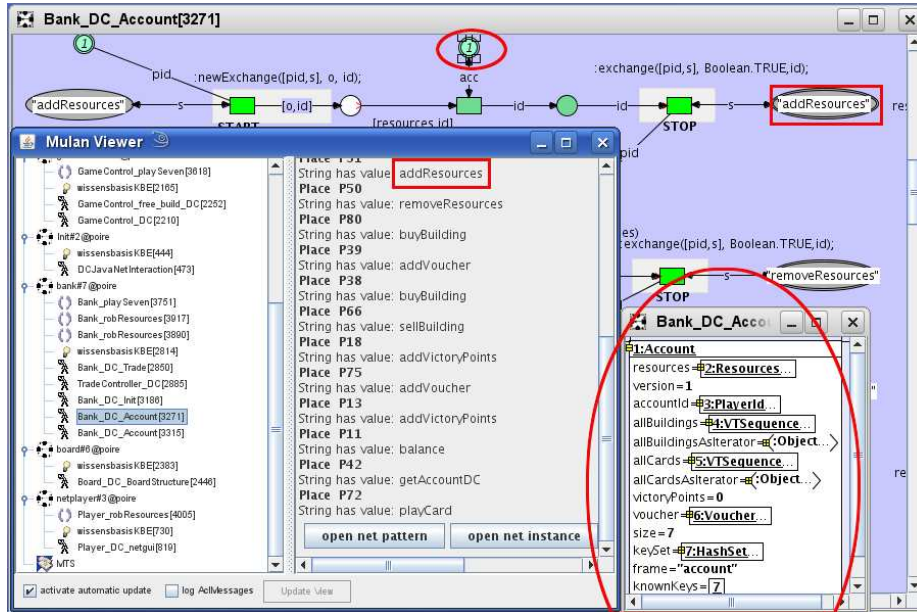 Bank_DC_Account[3271]
1
1
pid
:newExchange([pid,s], o, id);
acc
:exchange([pid,s], Boolean.TRUE,id);
"addResources"
s
[o,id]
id
id
s
"addResources"
res
START
[resources,id]
STOP
pid
Mulan Viewer
GameControl_playSeven[3618]
wissensbasisKBE[2165]
GameControl_free_build_DC[2252]
GameControl_DC[2210]
Init#2@poire
wissensbasisKBE[444]
DCJavaNetInteraction[473]
bank#7@poire
Bank_playSeven[3751]
Bank_robResources[3917]
Bank_robResources[3890]
wissensbasisKBE[2814]
Bank_DC_Trade[2850]
TradeController_DC[2885]
Bank_DC_Init[3186]
Bank_DC_Account[3271]
Bank_DC_Account[3315]
board#6@poire
wissensbasisKBE[2383]
Board_DC_BoardStructure[2446]
netplayer#3@poire
Player_robResources[4005]
wissensbasisKBE[730]
Player_DC_netgui[819]
MTS
Place P31
String has value: addResources
Place P50
String has value: removeResources
Place P80
String has value: buyBuilding
Place P39
String has value: addVoucher
Place P38
String has value: buyBuilding
Place P66
String has value: sellBuilding
Place P18
String has value: addVictoryPoints
Place P75
String has value: addVoucher
Place P13
String has value: addVictoryPoints
Place P11
String has value: balance
Place P42
String has value: getAccountDC
Place P72
String has value: playCard
open net pattern
open net instance
activate automatic update
log AclMessages
Update View
es)
:exchange([pid,s], Boolean.TRUE,id);
s
"removeResources"
STOP
re
Bank_DC_Accou
1:Account
resources=2:Resources...
version=1
accountId=3:PlayerId...
allBuildings=4:VTSequence...
allBuildingsAsIterator=:Object...
allCards=5:VTSequence...
allCardsAsIterator=:Object...
victoryPoints=0
voucher=6:Voucher...
size=7
keySet=7:HashSet...
frame="account"
knownKeys=7